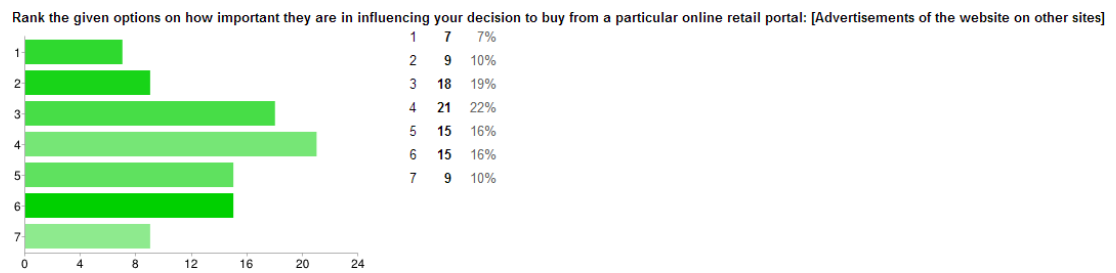 Rank the given options on how important they are in influencing your decision to buy from a particular online retail portal: [Advertisements of the website on other sites]
1 7 7%
2 9 10%
3 18 19%
4 21 22%
5 15 16%
6 15 16%
7 9 10%
1
2
3
4
5
6
7
0 4 8 12 16 20 24